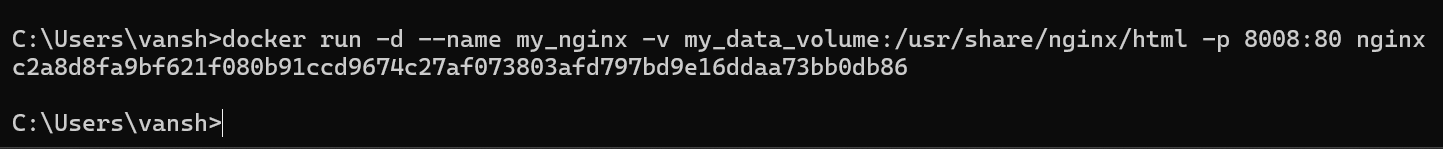 C:\Users\vansh>docker run -d --name my_nginx -v my_data_volume:/usr/share/nginx/html -p 8008:80 nginx
c2a8d8fa9bf621f080b91ccd9674c27af073803afd797bd9e16ddaa73bb0db86
C:\Users\vansh>